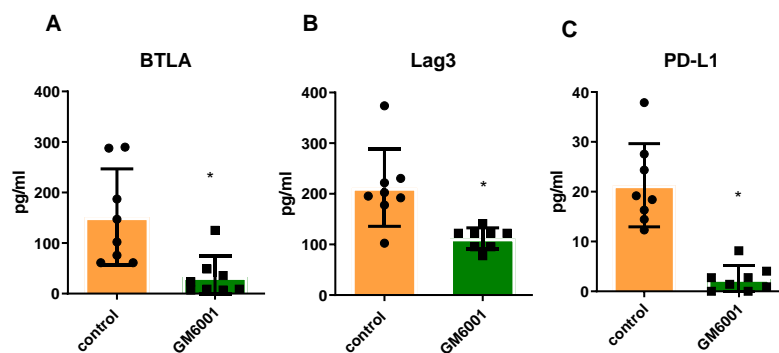 A
BTLA
400
300
200
100
0
pg/ml
*
control
GM6001
B
Lag3
400
300
200
100
0
pg/ml
*
control
GM6001
C
PD-L1
40
30
20
10
0
pg/ml
*
control
GM6001